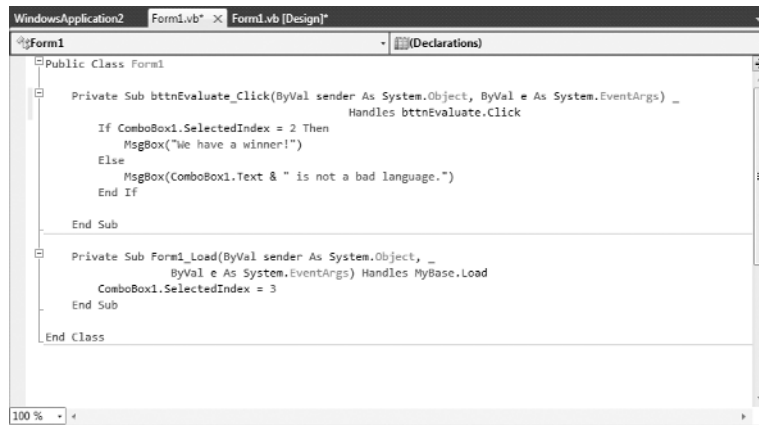 WindowsApplication2 Form1.vb* × Form1.vb [Design]*
Form1 (Declarations)
Public Class Form1
Private Sub bttnEvaluate_Click(ByVal sender As System.Object, ByVal e As System.EventArgs) _
Handles bttnEvaluate.Click
If ComboBox1.SelectedIndex = 2 Then
MsgBox("We have a winner!")
Else
MsgBox(ComboBox1.Text & " is not a bad language.")
End If
End Sub
Private Sub Form1_Load(ByVal sender As System.Object, _
ByVal e As System.EventArgs) Handles MyBase.Load
ComboBox1.SelectedIndex = 3
End Sub
End Class
100 %